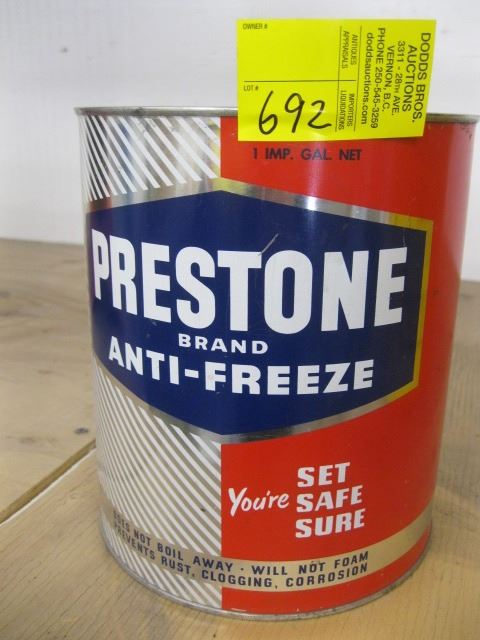 OWNER #
ANTIQUES
APPRAISALS
LOT #
692
IMPORTERS
LIQUIDATIONS
DODDS BROS.
AUCTIONS
3311 - 28TH AVE.
VERNON, B.C.
PHONE 250-545-3259
doddsauctions.com
1 IMP. GAL. NET
PRESTONE
BRAND
ANTI-FREEZE
You're SET
SAFE
SURE
DOES NOT BOIL AWAY · WILL NOT FOAM
PREVENTS RUST, CLOGGING, CORROSION